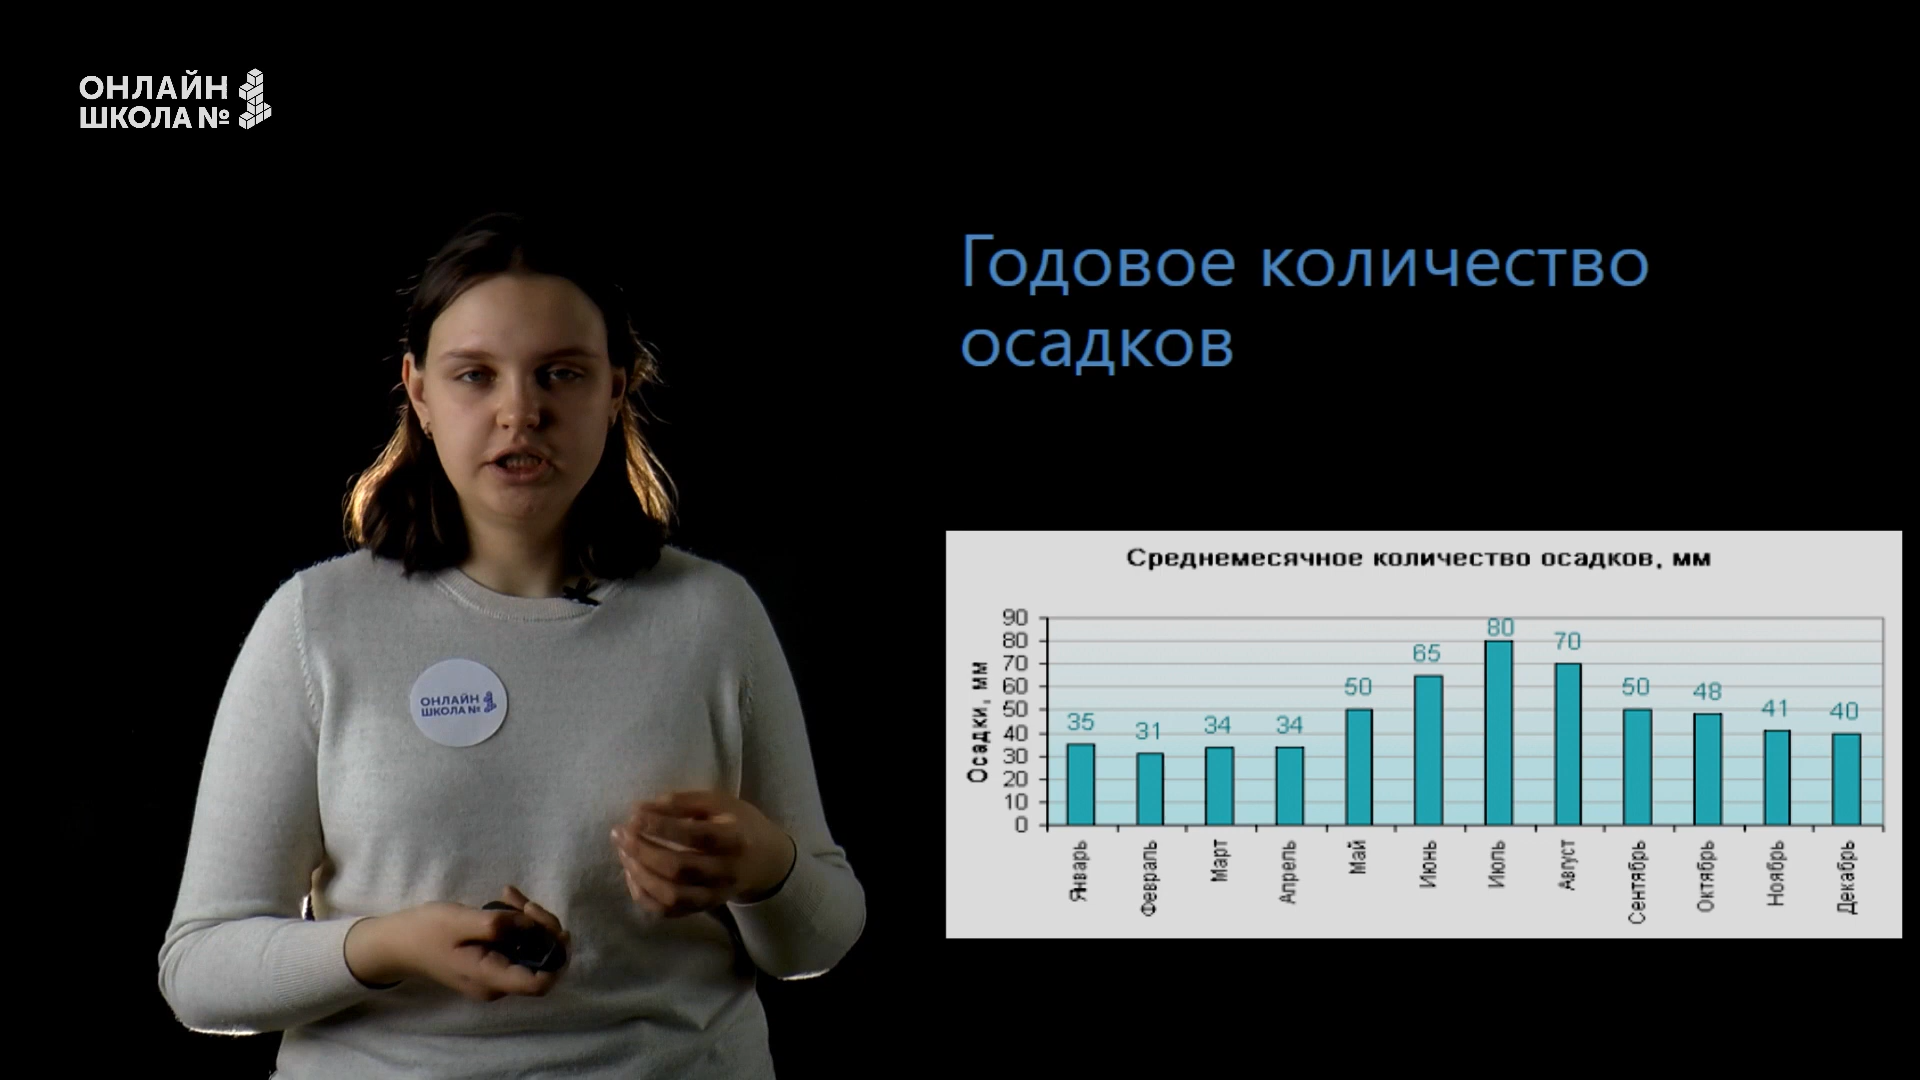 ОНЛАЙН
ШКОЛА №
Годовое количество
осадков
ОНЛАЙН
ШКОЛА №
Среднемесячное количество осадков, мм
Осадки, мм
90
80
70
60
50
40
30
20
10
0
35
31
34
34
50
65
80
70
50
48
41
40
Январь
Февраль
Март
Апрель
Май
Июнь
Июль
Август
Сентябрь
Октябрь
Ноябрь
Декабрь